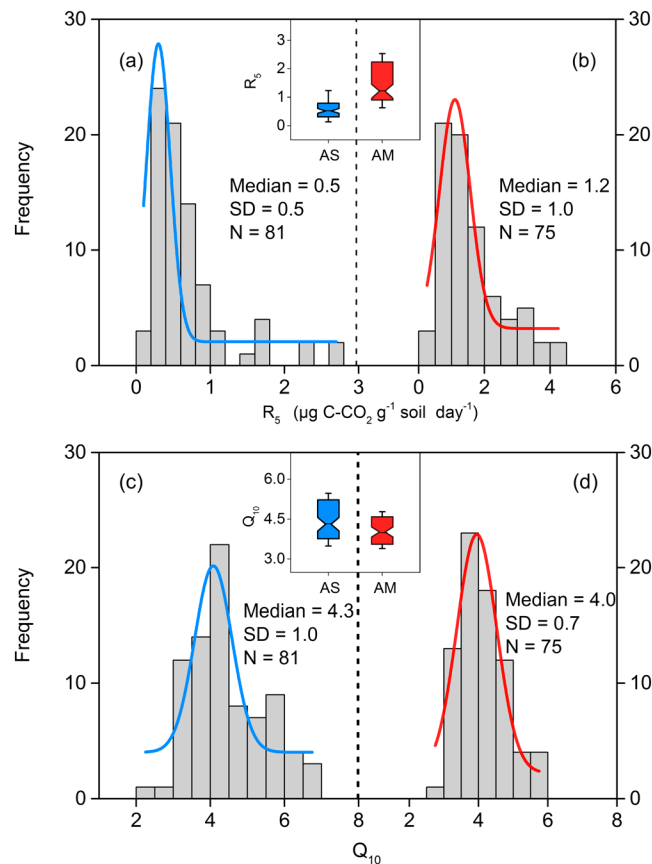 30
20
10
0
Frequency
(a)
Median = 0.5
SD = 0.5
N = 81
3
2
1
0
R5
AS
AM
(b)
Median = 1.2
SD = 1.0
N = 75
30
20
10
0
0 1 2 3 0 2 4 6
R5 (µg C-CO2 g-1 soil day-1)
30
20
10
0
Frequency
(c)
Median = 4.3
SD = 1.0
N = 81
6.0
4.5
3.0
Q10
AS
AM
(d)
Median = 4.0
SD = 0.7
N = 75
30
20
10
0
2 4 6 8 2 4 6 8
Q10